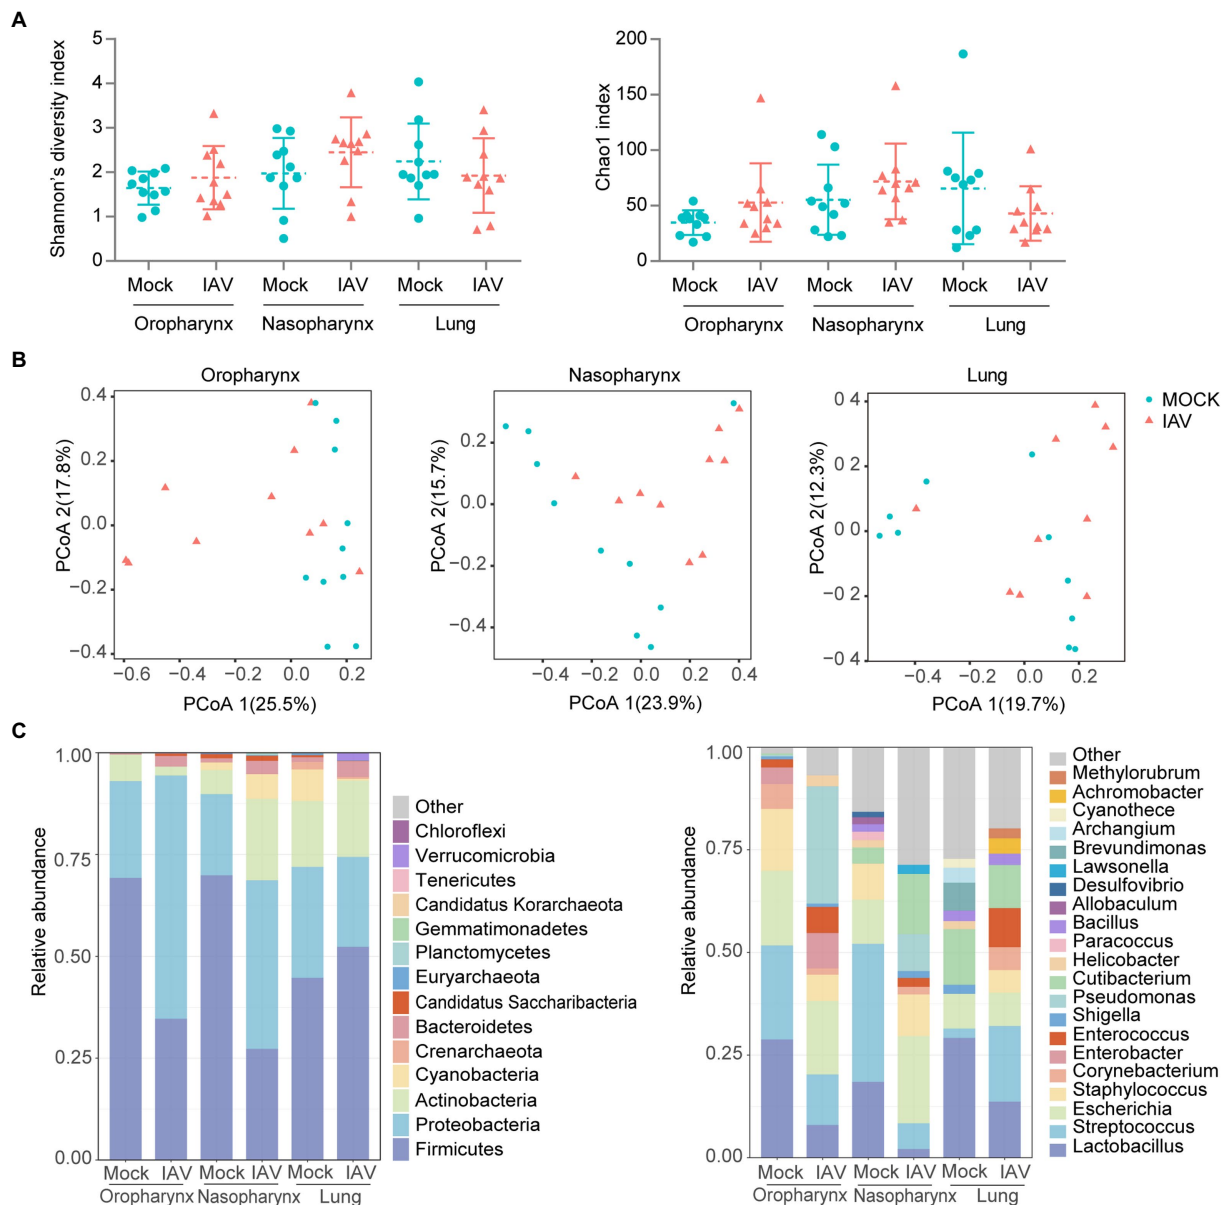 A
Shannon's diversity index
5
4
3
2
1
0
Mock IAV Mock IAV Mock IAV
Oropharynx Nasopharynx Lung
Chao1 index
200
150
100
50
0
Mock IAV Mock IAV Mock IAV
Oropharynx Nasopharynx Lung
B
Oropharynx
PCoA 2(17.8%)
0.4
0.2
0.0
−0.2
−0.4
−0.6 −0.4 −0.2 0.0 0.2
PCoA 1(25.5%)
Nasopharynx
PCoA 2(15.7%)
0.2
0.0
−0.2
−0.4
−0.4 −0.2 0.0 0.2 0.4
PCoA 1(23.9%)
Lung
PCoA 2(12.3%)
0.4
0.2
0.0
−0.2
−0 4
−0.4 −0.2 0.0 0.2
PCoA 1(19.7%)
MOCK
IAV
C
Relative abundance
1.00
0.75
0.50
0.25
0.00
Mock IAV Mock IAV Mock IAV
Oropharynx Nasopharynx Lung
Other
Chloroflexi
Verrucomicrobia
Tenericutes
Candidatus Korarchaeota
Gemmatimonadetes
Planctomycetes
Euryarchaeota
Candidatus Saccharibacteria
Bacteroidetes
Crenarchaeota
Cyanobacteria
Actinobacteria
Proteobacteria
Firmicutes
Relative abundance
1.00
0.75
0.50
0.25
0.00
Mock IAV Mock IAV Mock IAV
Oropharynx Nasopharynx Lung
Other
Methylorubrum
Achromobacter
Cyanothece
Archangium
Brevundimonas
Lawsonella
Desulfovibrio
Allobaculum
Bacillus
Paracoccus
Helicobacter
Cutibacterium
Pseudomonas
Shigella
Enterococcus
Enterobacter
Corynebacterium
Staphylococcus
Escherichia
Streptococcus
Lactobacillus